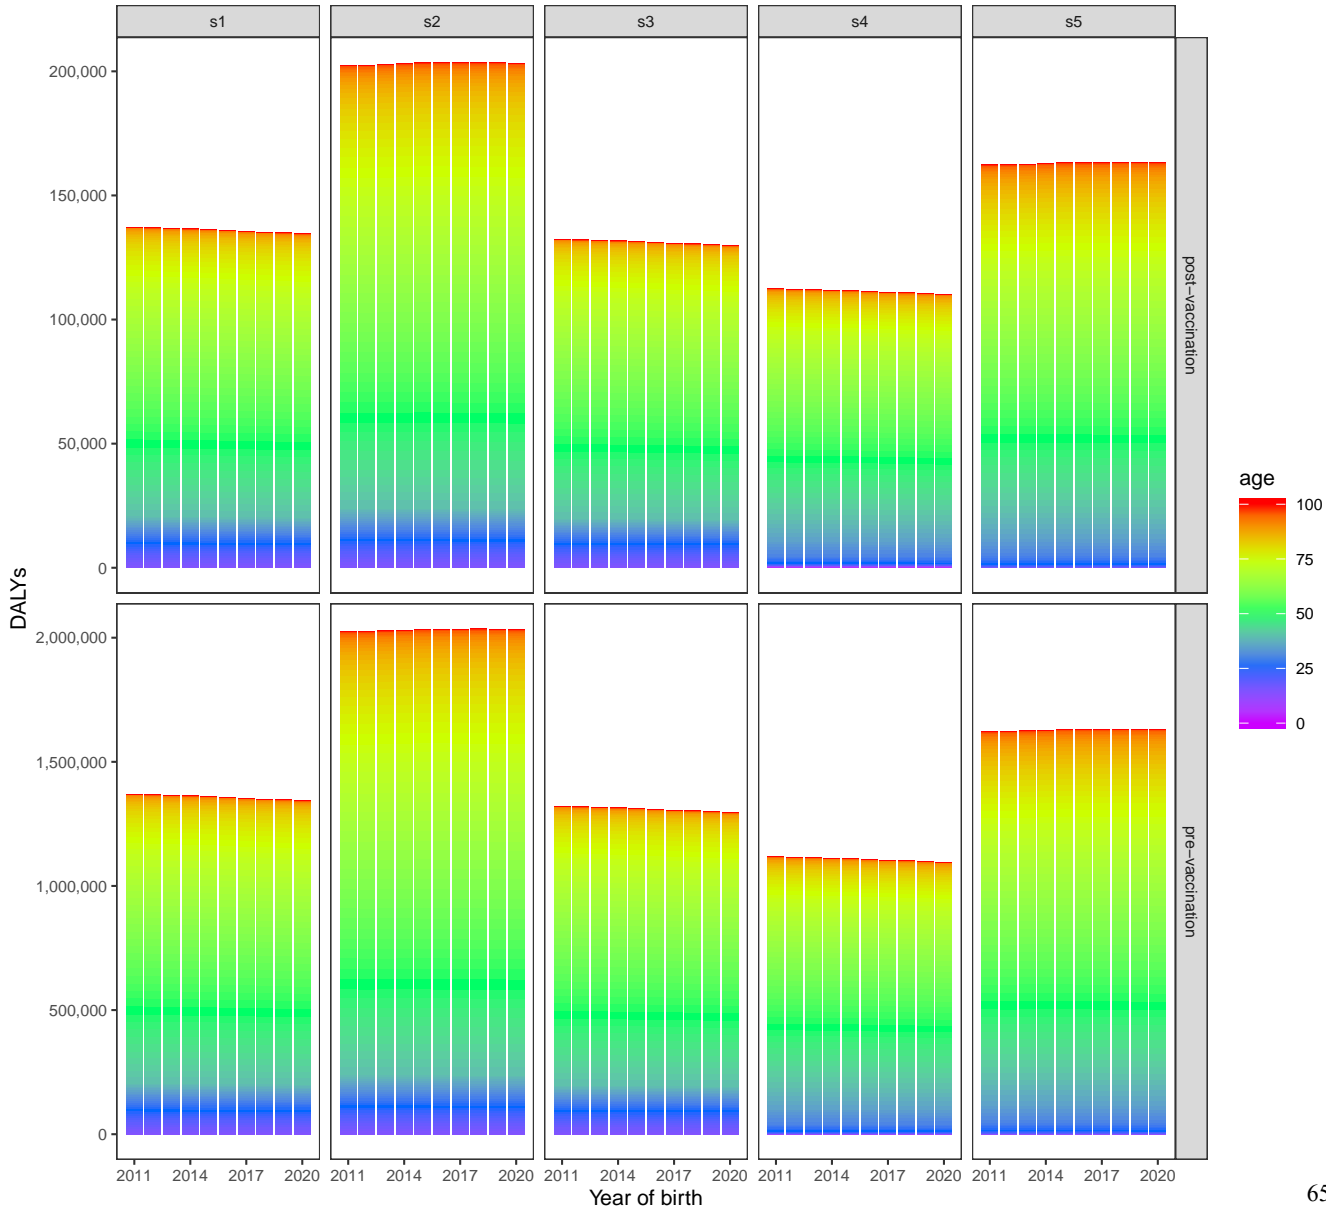 s1 s2 s3 s4 s5
200,000
150,000
100,000
50,000
0
post−vaccination
2,000,000
1,500,000
1,000,000
500,000
0
pre−vaccination
DALYs
2011 2014 2017 2020 2011 2014 2017 2020 2011 2014 2017 2020 2011 2014 2017 2020 2011 2014 2017 2020
Year of birth
age
100
75
50
25
0
65